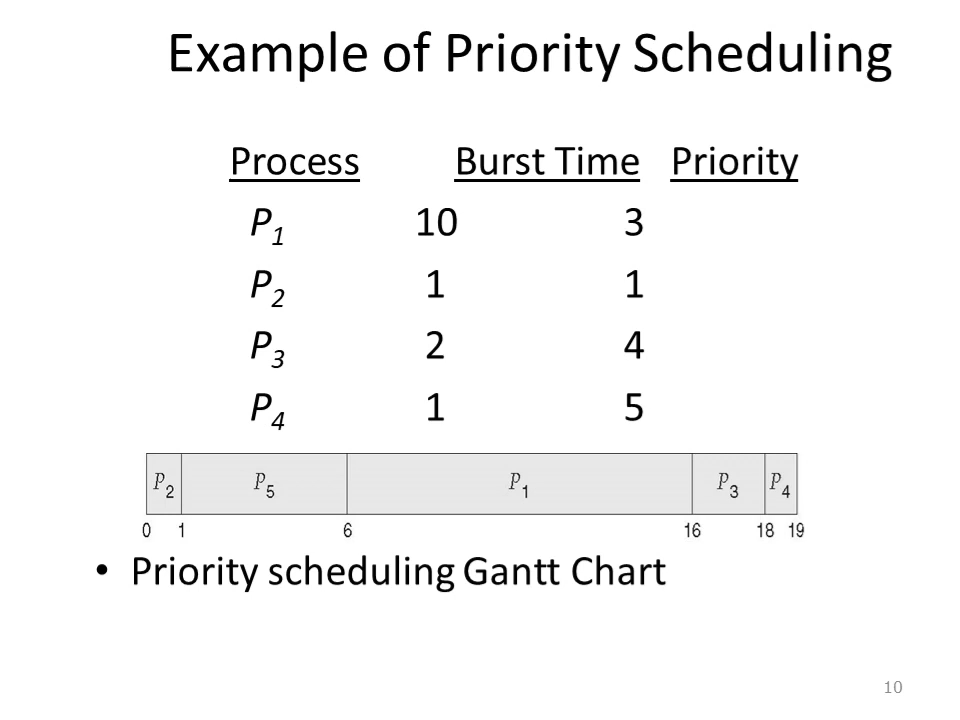 Example of Priority Scheduling
Process Burst Time Priority
P1 10 3
P2 1 1
P3 2 4
P4 1 5
P2 P5 P1 P3 P4
0 1 6 16 18 19
• Priority scheduling Gantt Chart
10